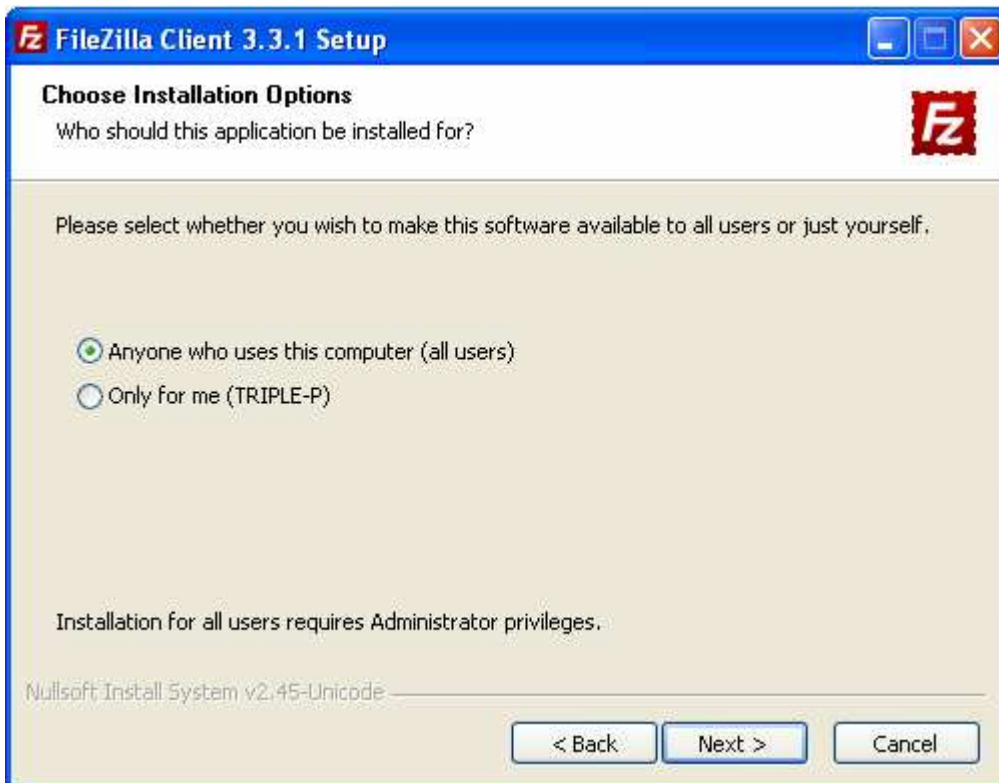 FileZilla Client 3.3.1 Setup
Choose Installation Options
Who should this application be installed for?
Please select whether you wish to make this software available to all users or just yourself.
Anyone who uses this computer (all users)
Only for me (TRIPLE-P)
Installation for all users requires Administrator privileges.
Nullsoft Install System v2.45-Unicode
< Back Next > Cancel